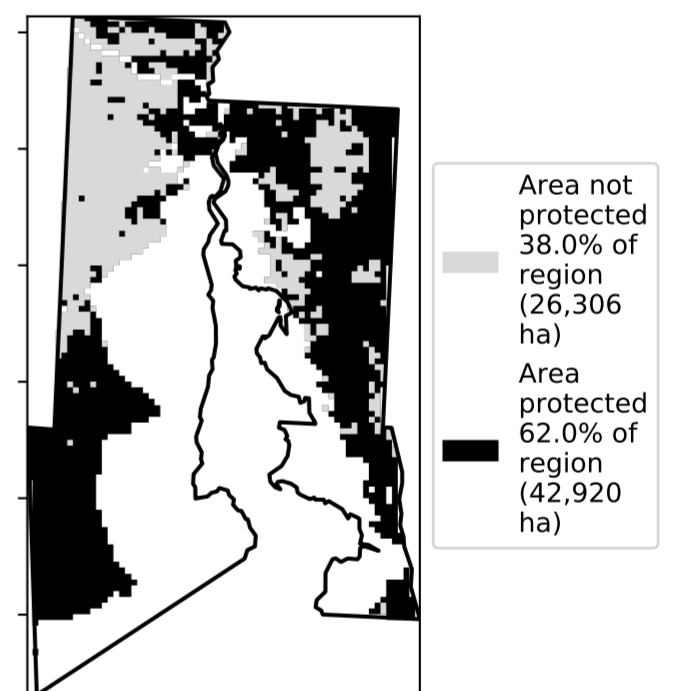 Area not
protected
38.0% of
region
(26,306
ha)
Area
protected
62.0% of
region
(42,920
ha)